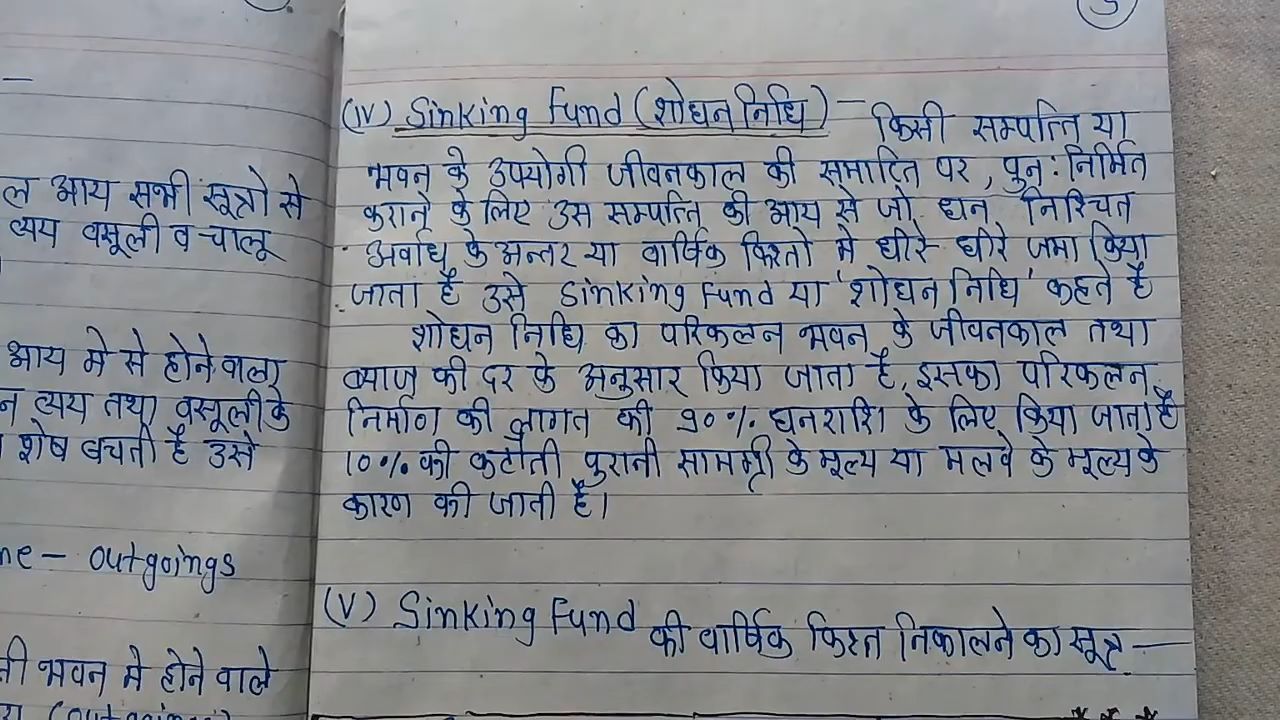 ल आय सभी सूत्रो से
व्यय वसूली व चालू
आय मे से होने वाला
न व्यय तथा वसूली के
शेष बचती है उसे
me – outgoings
नी भवन मे होने वाले
(outgoings)
(IV) Sinking Fund (शोधन निधि) – किसी सम्पत्ति या
भवन के उपयोगी जीवनकाल की समाप्ति पर, पुन: निर्मित
कराने के लिए उस सम्पत्ति की आय से जो धन निश्चित
अवधि के अन्तर या वार्षिक किश्तो मे धीरे धीरे जमा किया
जाता है उसे Sinking Fund या 'शोधन निधि' कहते है
शोधन निधि का परिकलन भवन के जीवनकाल तथा
ब्याज की दर के अनुसार किया जाता है, इसका परिकलन
निर्माण की लागत की 90% धनराशि के लिए किया जाता है
10% की कटौती पुरानी सामग्री के मूल्य या मलवे के मूल्य के
कारण की जाती है।
(V) Sinking Fund की वार्षिक किश्त निकालने का सूत्र –